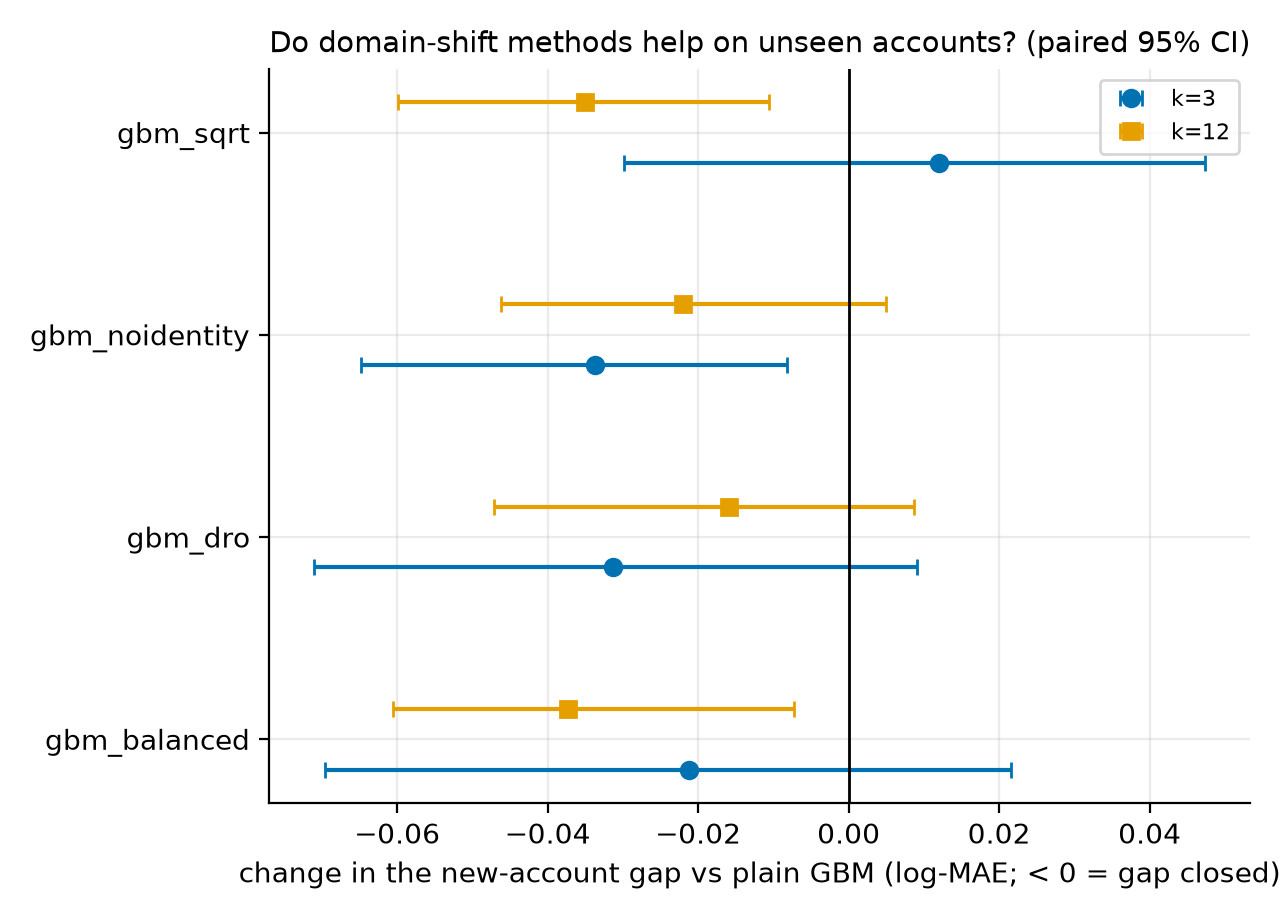 Do domain-shift methods help on unseen accounts? (paired 95% CI)
k=3
k=12
gbm_sqrt
gbm_noidentity
gbm_dro
gbm_balanced
−0.06 −0.04 −0.02 0.00 0.02 0.04
change in the new-account gap vs plain GBM (log-MAE; < 0 = gap closed)